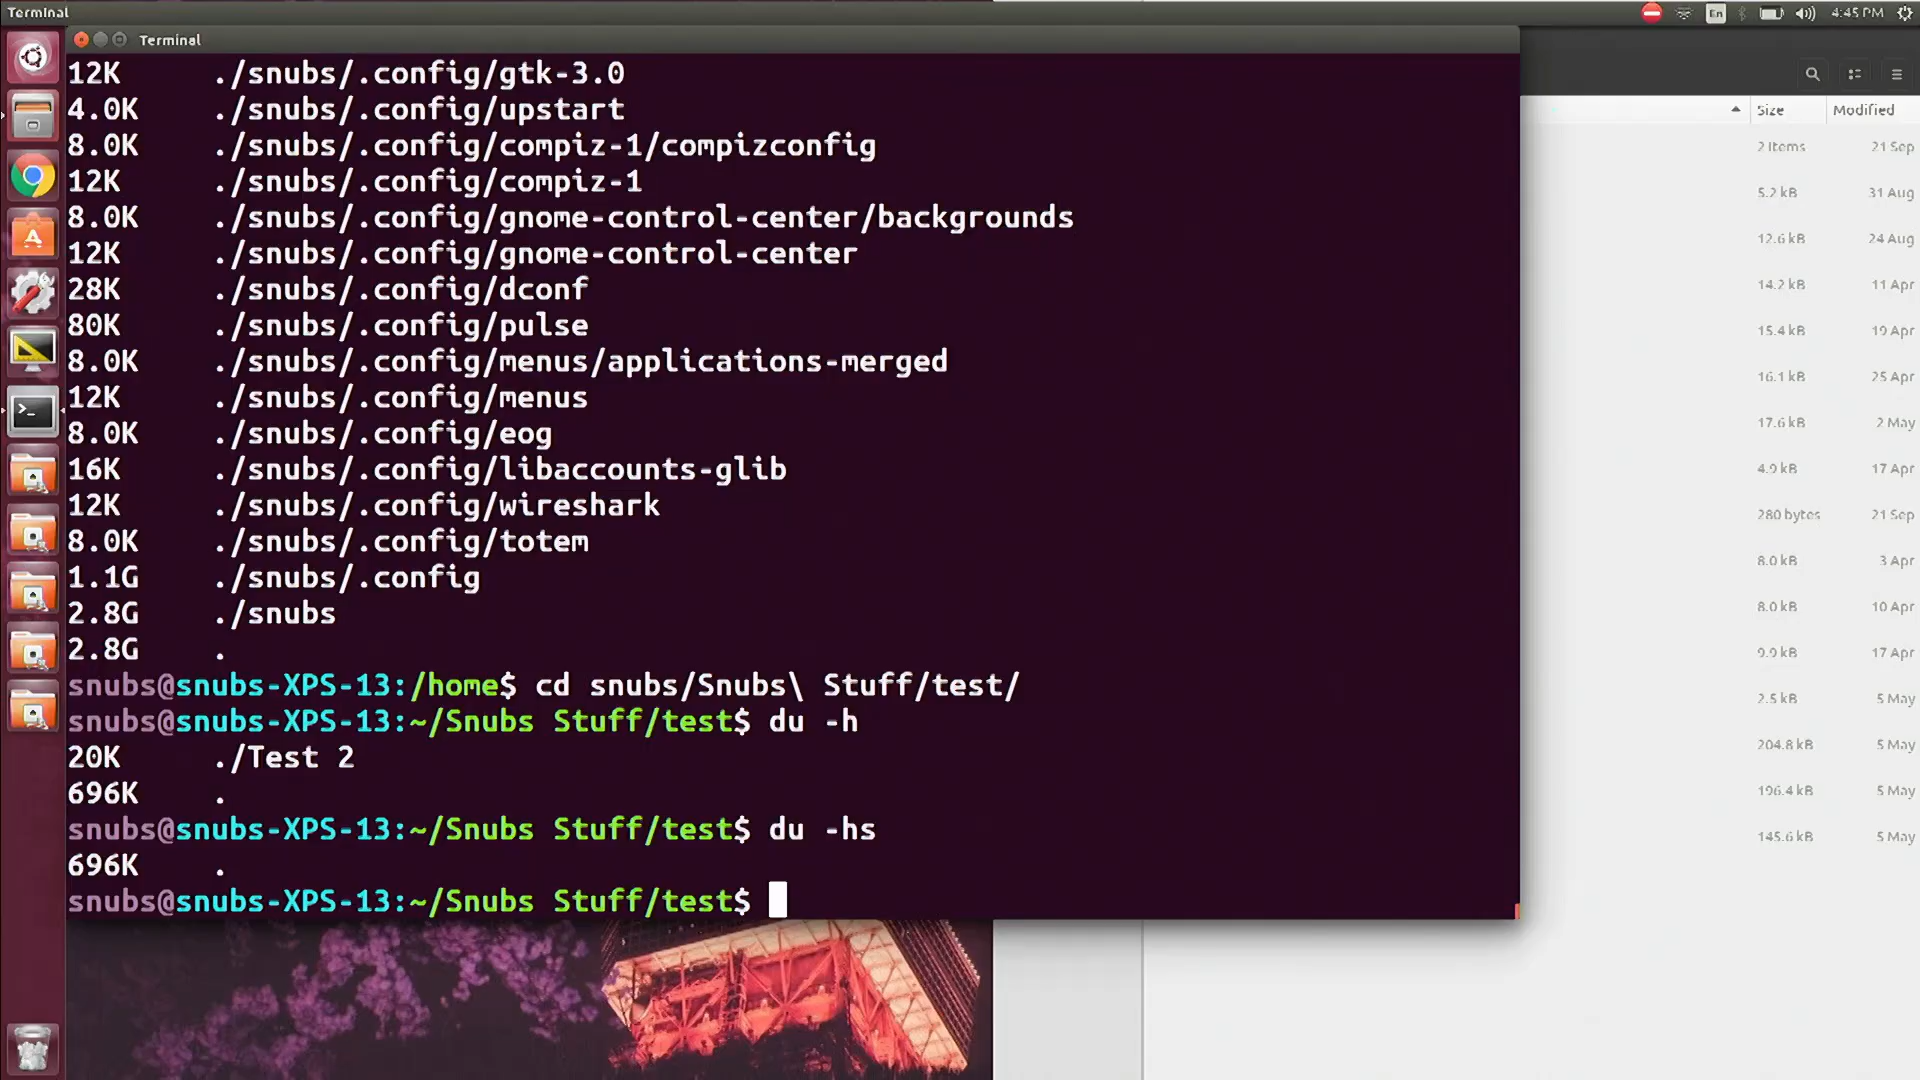 Terminal
En
4:45 PM
Terminal
12K ./snubs/.config/gtk-3.0
4.0K ./snubs/.config/upstart
8.0K ./snubs/.config/compiz-1/compizconfig
12K ./snubs/.config/compiz-1
8.0K ./snubs/.config/gnome-control-center/backgrounds
12K ./snubs/.config/gnome-control-center
28K ./snubs/.config/dconf
80K ./snubs/.config/pulse
8.0K ./snubs/.config/menus/applications-merged
12K ./snubs/.config/menus
8.0K ./snubs/.config/eog
16K ./snubs/.config/libaccounts-glib
12K ./snubs/.config/wireshark
8.0K ./snubs/.config/totem
1.1G ./snubs/.config
2.8G ./snubs
2.8G .
snubs@snubs-XPS-13:/home$ cd snubs/Snubs\ Stuff/test/
snubs@snubs-XPS-13:~/Snubs Stuff/test$ du -h
20K ./Test 2
696K .
snubs@snubs-XPS-13:~/Snubs Stuff/test$ du -hs
696K .
snubs@snubs-XPS-13:~/Snubs Stuff/test$
Size Modified
2 items 21 Sep
5.2 kB 31 Aug
12.6 kB 24 Aug
14.2 kB 11 Apr
15.4 kB 19 Apr
16.1 kB 25 Apr
17.6 kB 2 May
4.9 kB 17 Apr
280 bytes 21 Sep
8.0 kB 3 Apr
8.0 kB 10 Apr
9.9 kB 17 Apr
2.5 kB 5 May
204.8 kB 5 May
196.4 kB 5 May
145.6 kB 5 May